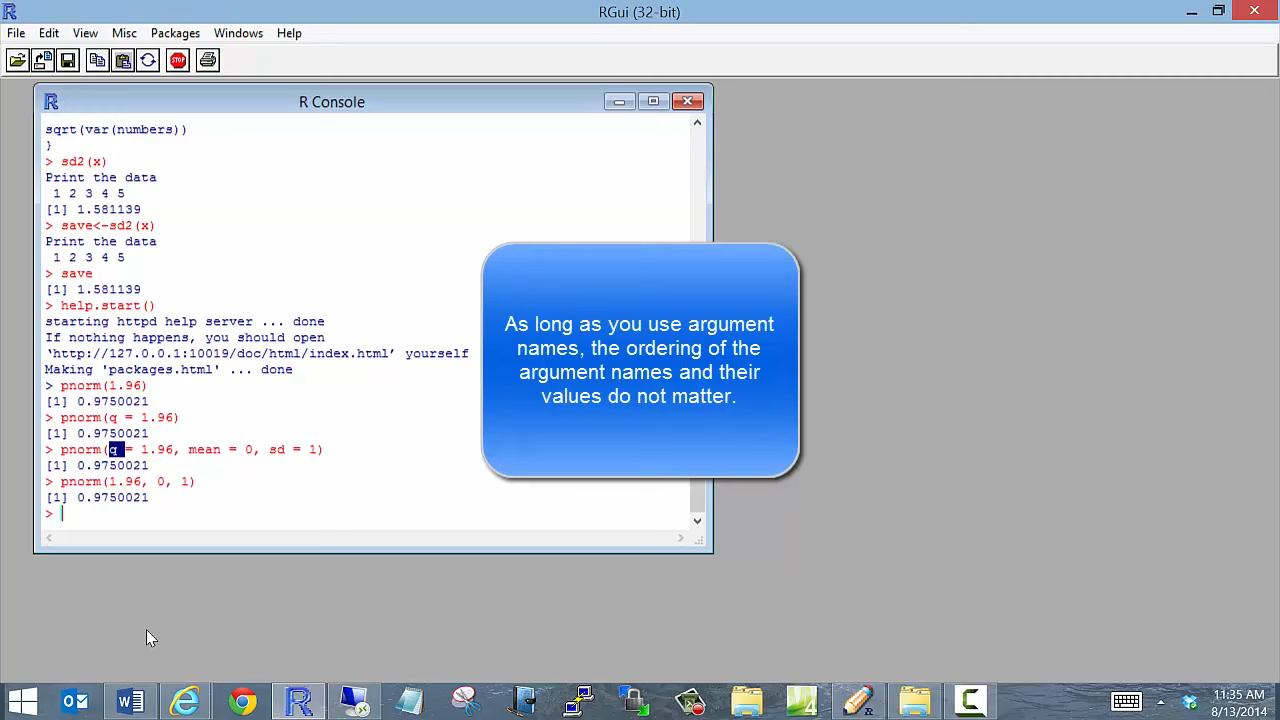 RGui (32-bit)
File Edit View Misc Packages Windows Help
STOP
R Console
sqrt(var(numbers))
}
> sd2(x)
Print the data
1 2 3 4 5
[1] 1.581139
> save<-sd2(x)
Print the data
1 2 3 4 5
> save
[1] 1.581139
> help.start()
starting httpd help server ... done
If nothing happens, you should open
‘http://127.0.0.1:10019/doc/html/index.html’ yourself
Making 'packages.html' ... done
> pnorm(1.96)
[1] 0.9750021
> pnorm(q = 1.96)
[1] 0.9750021
> pnorm(q = 1.96, mean = 0, sd = 1)
[1] 0.9750021
> pnorm(1.96, 0, 1)
[1] 0.9750021
>
As long as you use argument
names, the ordering of the
argument names and their
values do not matter.
11:35 AM
8/13/2014